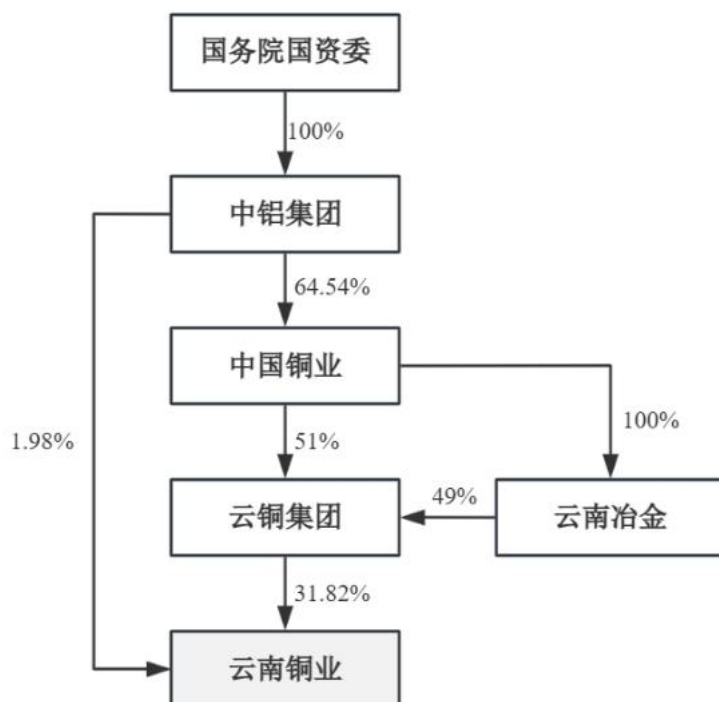 国务院国资委
100%
中铝集团
64.54%
中国铜业
1.98%
51%
100%
云铜集团
49%
云南冶金
31.82%
云南铜业